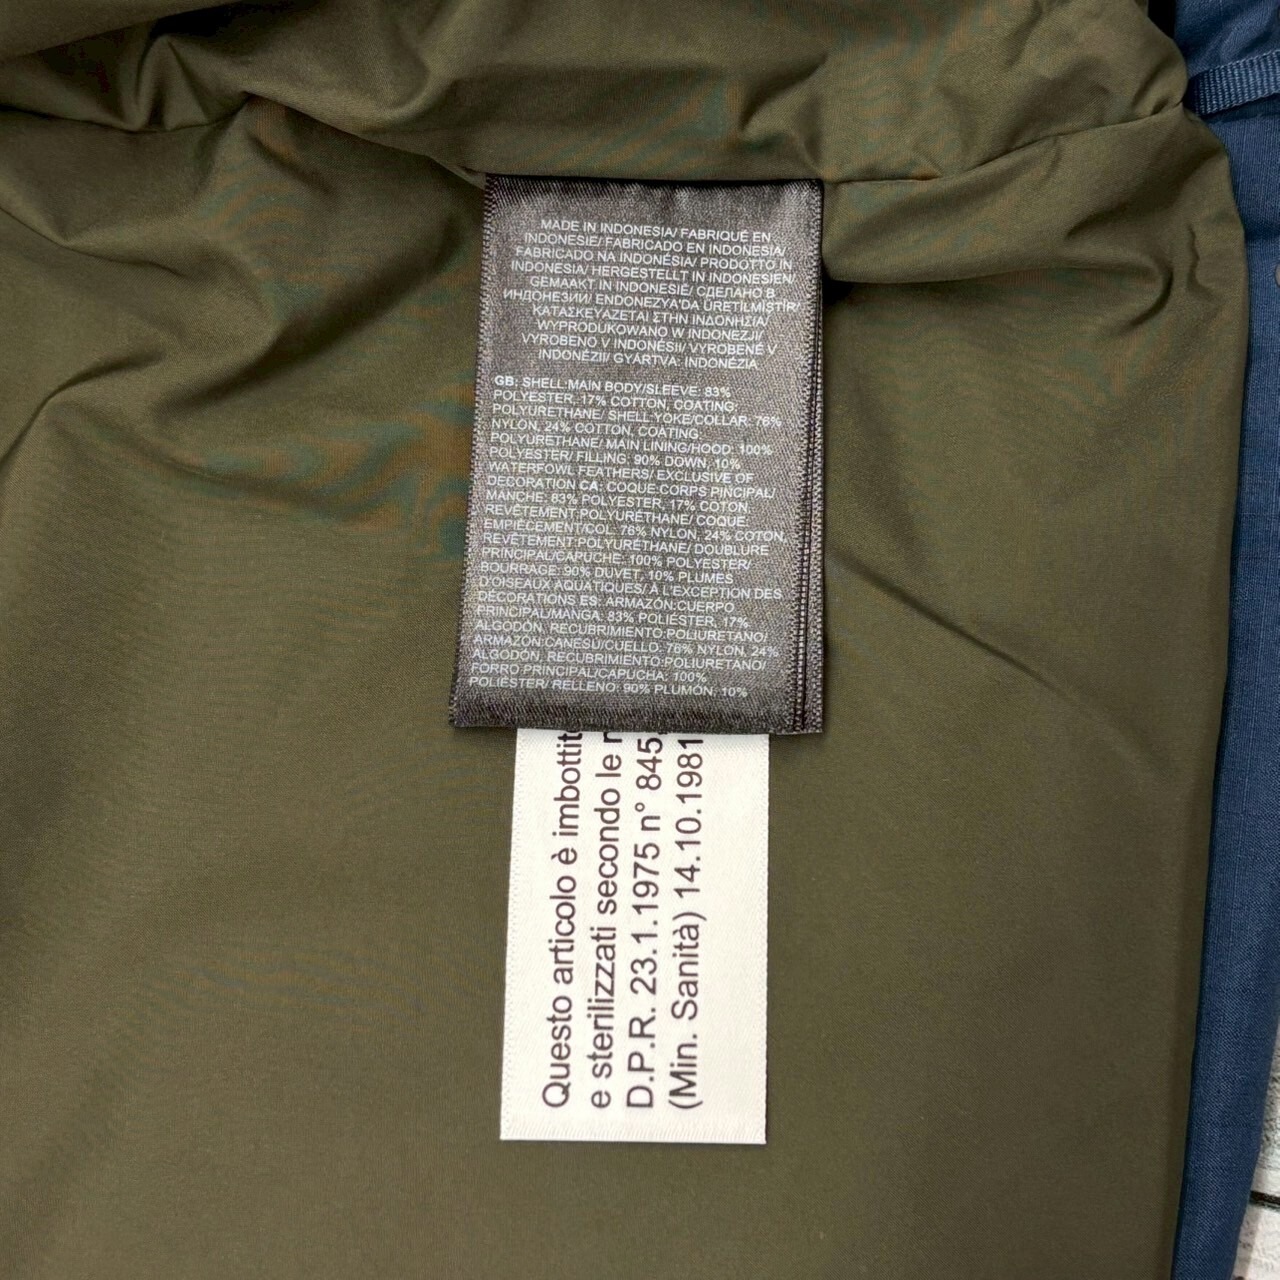 MADE IN INDONESIA/ FABRIQUÉ EN
INDONÉSIE/ FABRICADO EN INDONESIA/
FABRICADO NA INDONÉSIA/ PRODOTTO IN
INDONESIA/ HERGESTELLT IN INDONESIEN/
GEMAAKT IN INDONESIË/ СДЕЛАНО В
ИНДОНЕЗИИ/ ENDONEZYA'DA ÜRETİLMİŞTİR/
ΚΑΤΑΣΚΕΥΑΖΕΤΑΙ ΣΤΗΝ ΙΝΔΟΝΗΣΙΑ/
WYPRODUKOWANO W INDONEZJI/
VYROBENO V INDONÉSII/ VYROBENÉ V
INDONÉZII/ GYÁRTVA: INDONÉZIA
GB: SHELL:MAIN BODY/SLEEVE: 83%
POLYESTER, 17% COTTON, COATING:
POLYURETHANE/ SHELL:YOKE/COLLAR: 76%
NYLON, 24% COTTON, COATING:
POLYURETHANE/ MAIN LINING/HOOD: 100%
POLYESTER/ FILLING: 90% DOWN, 10%
WATERFOWL FEATHERS/ EXCLUSIVE OF
DECORATION CA: COQUE:CORPS PINCIPAL/
MANCHE: 83% POLYESTER, 17% COTON,
REVÊTEMENT:POLYURÉTHANE/ COQUE:
EMPIÈCEMENT/COL: 76% NYLON, 24% COTON,
REVÊTEMENT:POLYURÉTHANE/ DOUBLURE
PRINCIPAL/CAPUCHE: 100% POLYESTER/
BOURRAGE: 90% DUVET, 10% PLUMES
D'OISEAUX AQUATIQUES/ À L'EXCEPTION DES
DÉCORATIONS ES: ARMAZÓN:CUERPO
PRINCIPAL/MANGA: 83% POLIÉSTER, 17%
ALGODÓN, RECUBRIMIENTO:POLIURETANO/
ARMAZÓN:CANESÚ/CUELLO: 76% NYLON, 24%
ALGODÓN, RECUBRIMIENTO:POLIURETANO/
FORRO PRINCIPAL/CAPUCHA: 100%
POLIÉSTER/ RELLENO: 90% PLUMÓN, 10%
Questo articolo è imbottit
e sterilizzati secondo le
D.P.R. 23.1.1975 n° 845
(Min. Sanità) 14.10.1981